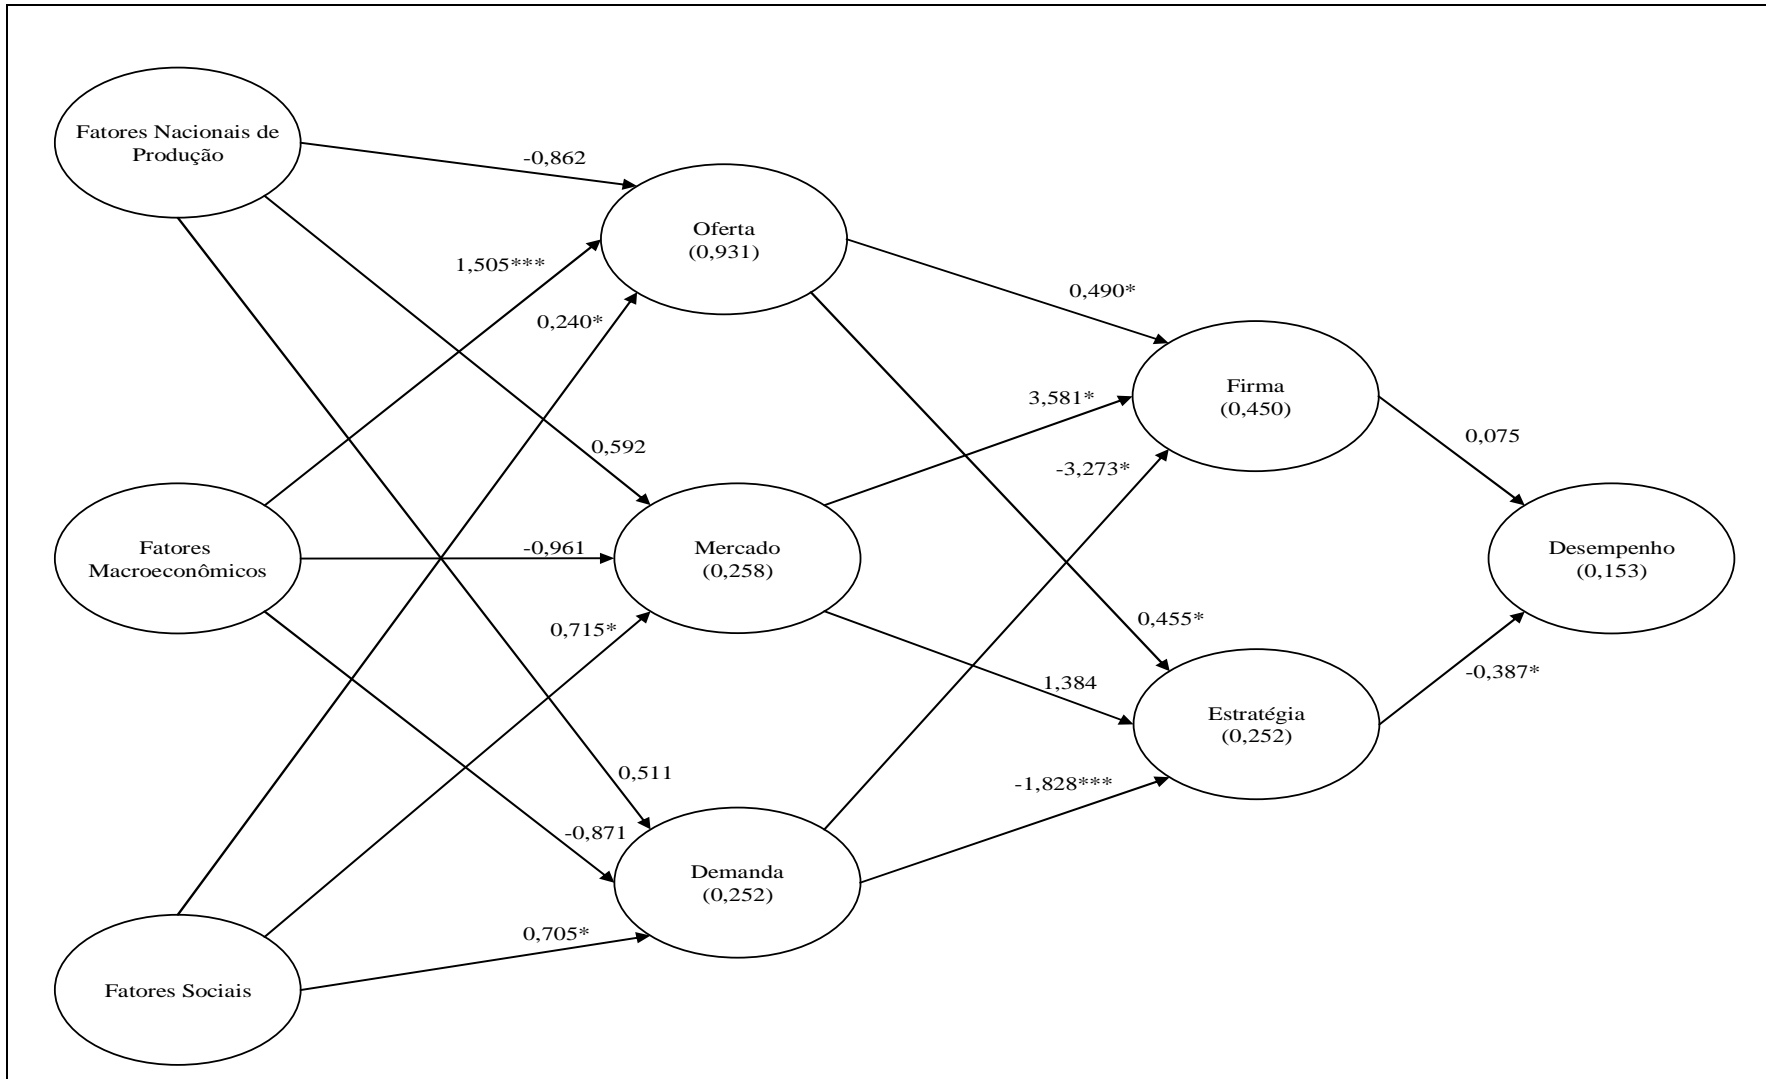 Fatores Nacionais de
Produção
-0,862
Oferta
(0,931)
1,505***
0,240*
0,490*
3,581*
Firma
(0,450)
0,075
0,592
-3,273*
Fatores
Macroeconômicos
-0,961
Mercado
(0,258)
Desempenho
(0,153)
0,715*
0,455*
1,384
-0,387*
Estratégia
(0,252)
0,511
-1,828***
-0,871
Demanda
(0,252)
0,705*
Fatores Sociais